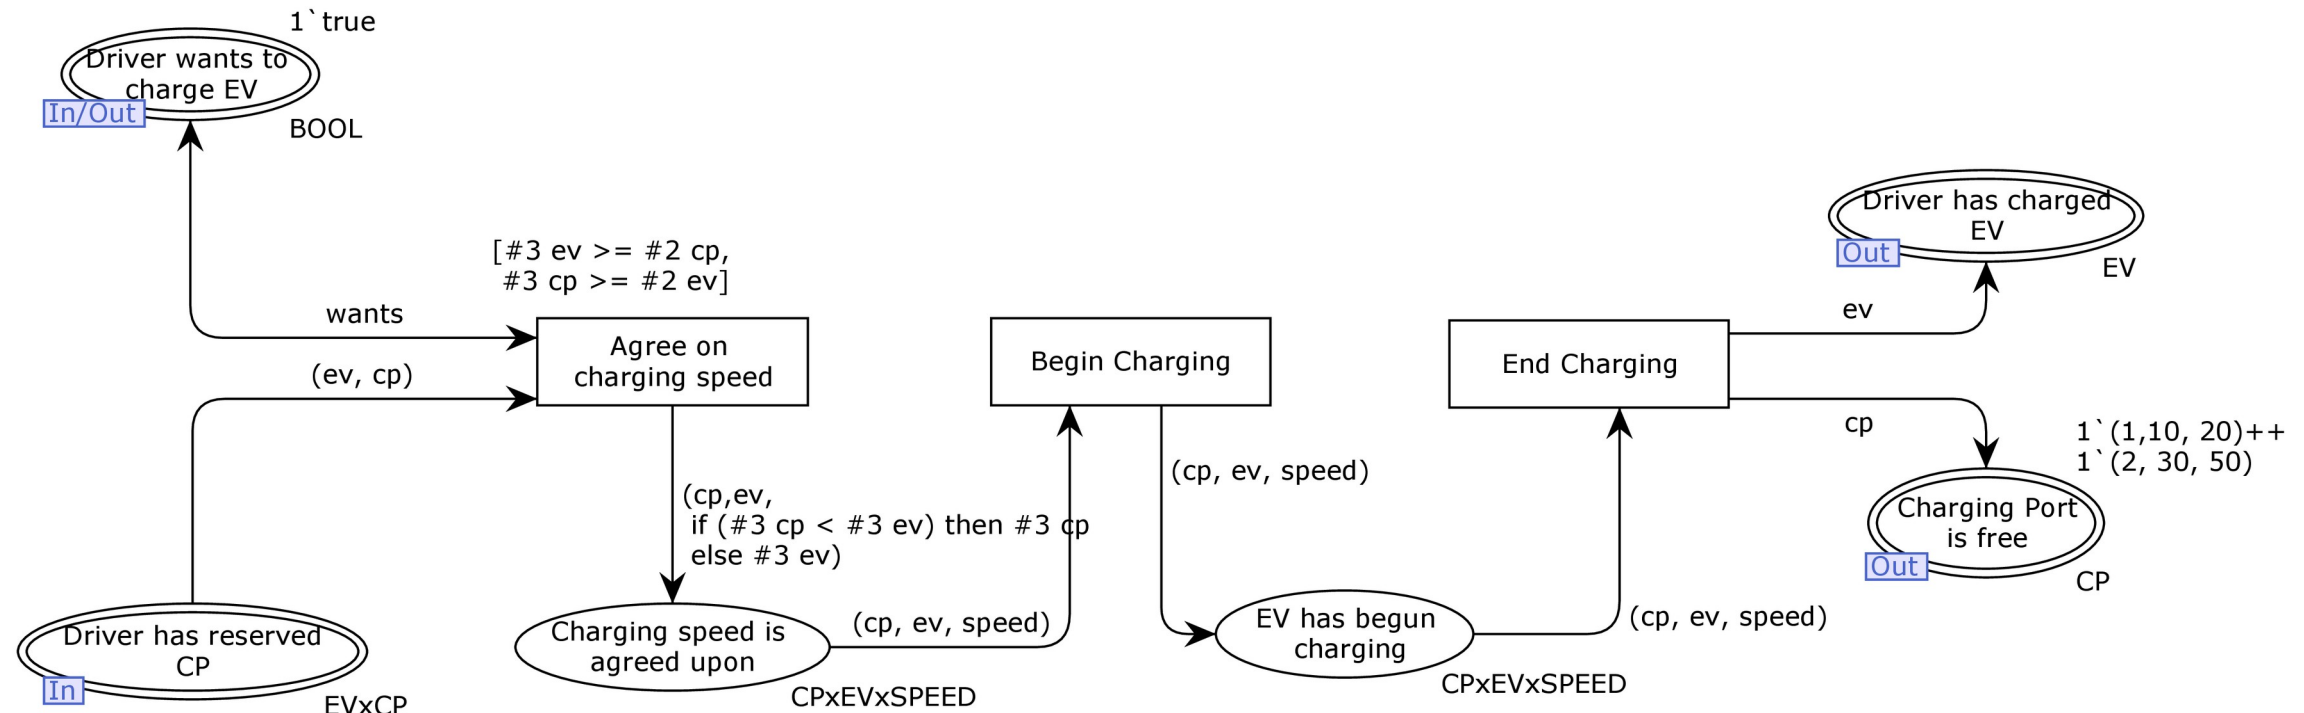 1`true
Driver wants to
charge EV
In/Out
BOOL
wants
(ev, cp)
Driver has reserved
CP
In
EVxCP
[#3 ev >= #2 cp,
#3 cp >= #2 ev]
Agree on
charging speed
(cp,ev,
if (#3 cp < #3 ev) then #3 cp
else #3 ev)
Charging speed is
agreed upon
CPxEVxSPEED
(cp, ev, speed)
Begin Charging
(cp, ev, speed)
EV has begun
charging
CPxEVxSPEED
(cp, ev, speed)
End Charging
ev
Driver has charged
EV
Out
EV
cp
1`(1,10, 20)++
1`(2, 30, 50)
Charging Port
is free
Out
CP